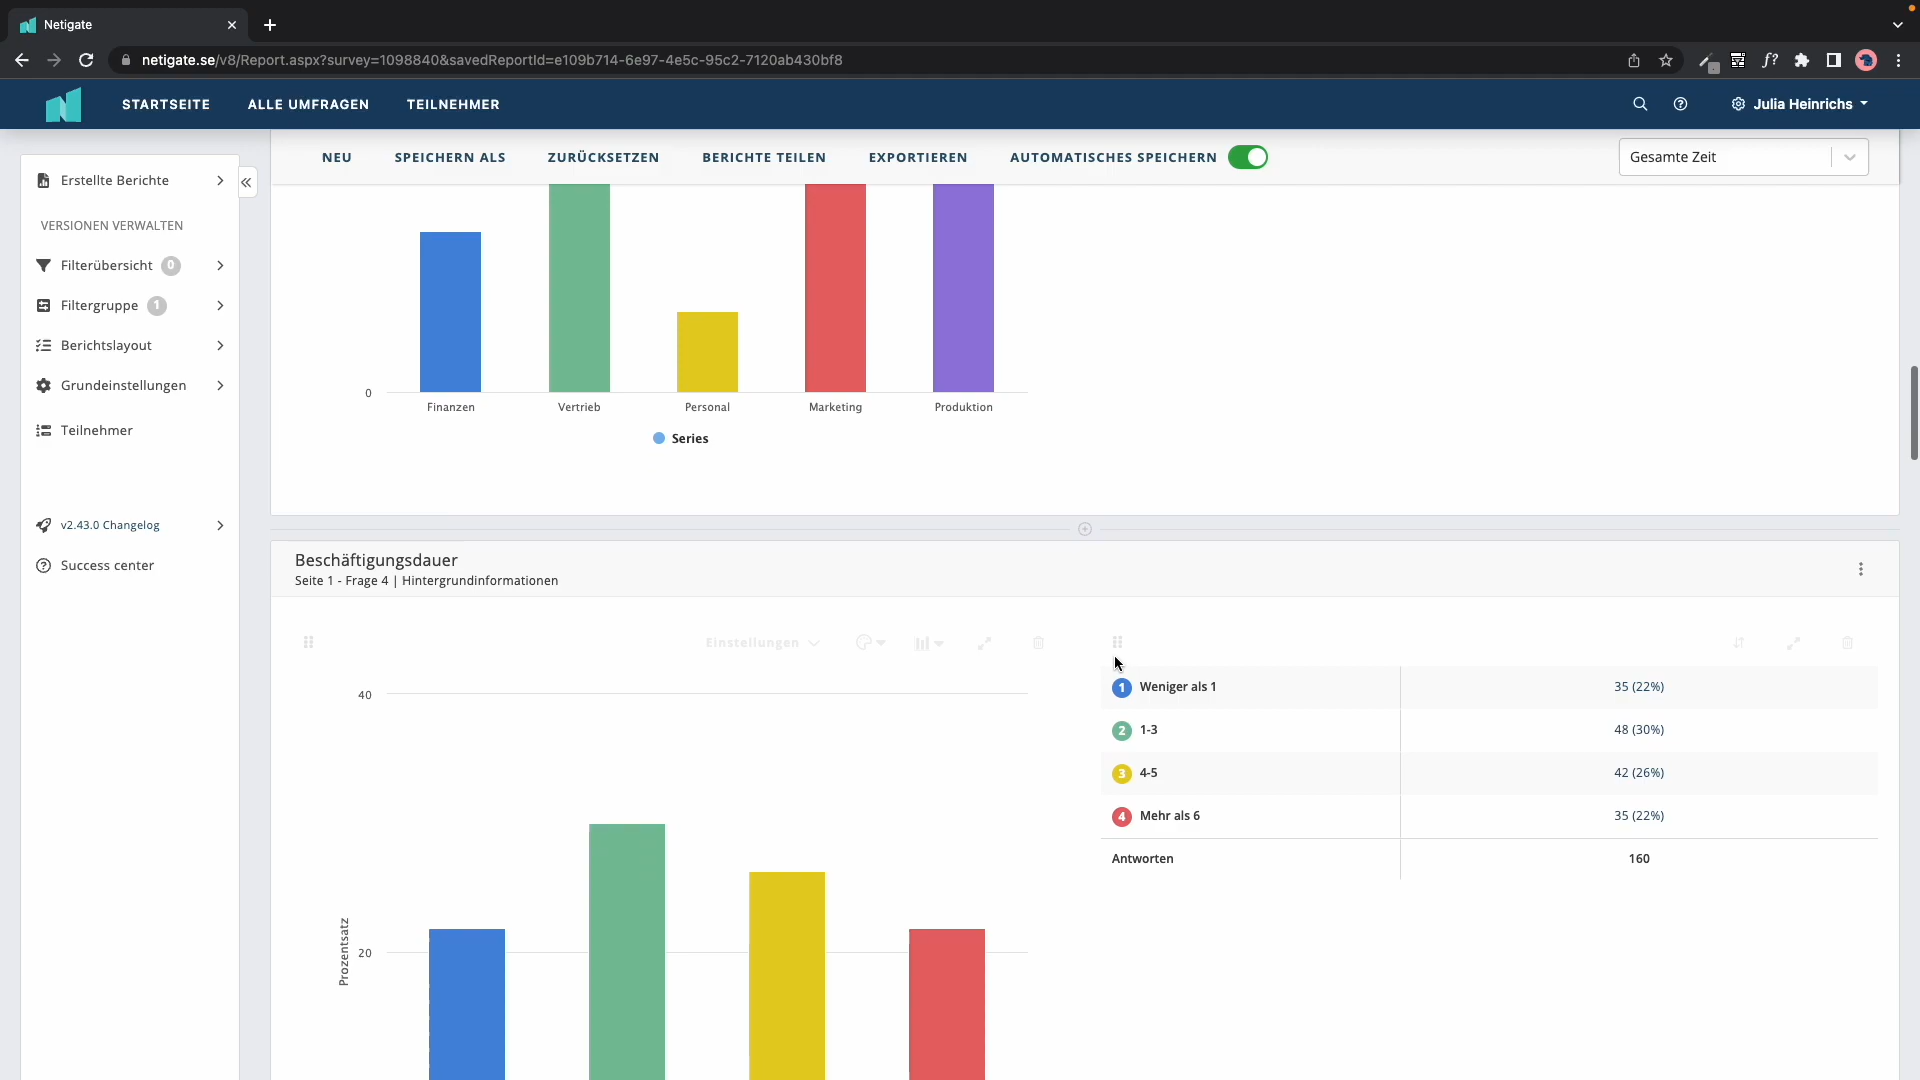 Netigate
netigate.se/v8/Report.aspx?survey=1098840&savedReportId=e109b714-6e97-4e5c-95c2-7120ab430bf8
f?
STARTSEITE ALLE UMFRAGEN TEILNEHMER
Julia Heinrichs
NEU SPEICHERN ALS ZURÜCKSETZEN BERICHTE TEILEN EXPORTIEREN AUTOMATISCHES SPEICHERN
Gesamte Zeit
Erstellte Berichte
VERSIONEN VERWALTEN
Filterübersicht 0
Filtergruppe 1
Berichtslayout
Grundeinstellungen
Teilnehmer
v2.43.0 Changelog
Success center
0
Finanzen Vertrieb Personal Marketing Produktion
Series
Beschäftigungsdauer
Seite 1 - Frage 4 | Hintergrundinformationen
Einstellungen
40
20
Prozentsatz
1 Weniger als 1 35 (22%)
2 1-3 48 (30%)
3 4-5 42 (26%)
4 Mehr als 6 35 (22%)
Antworten 160